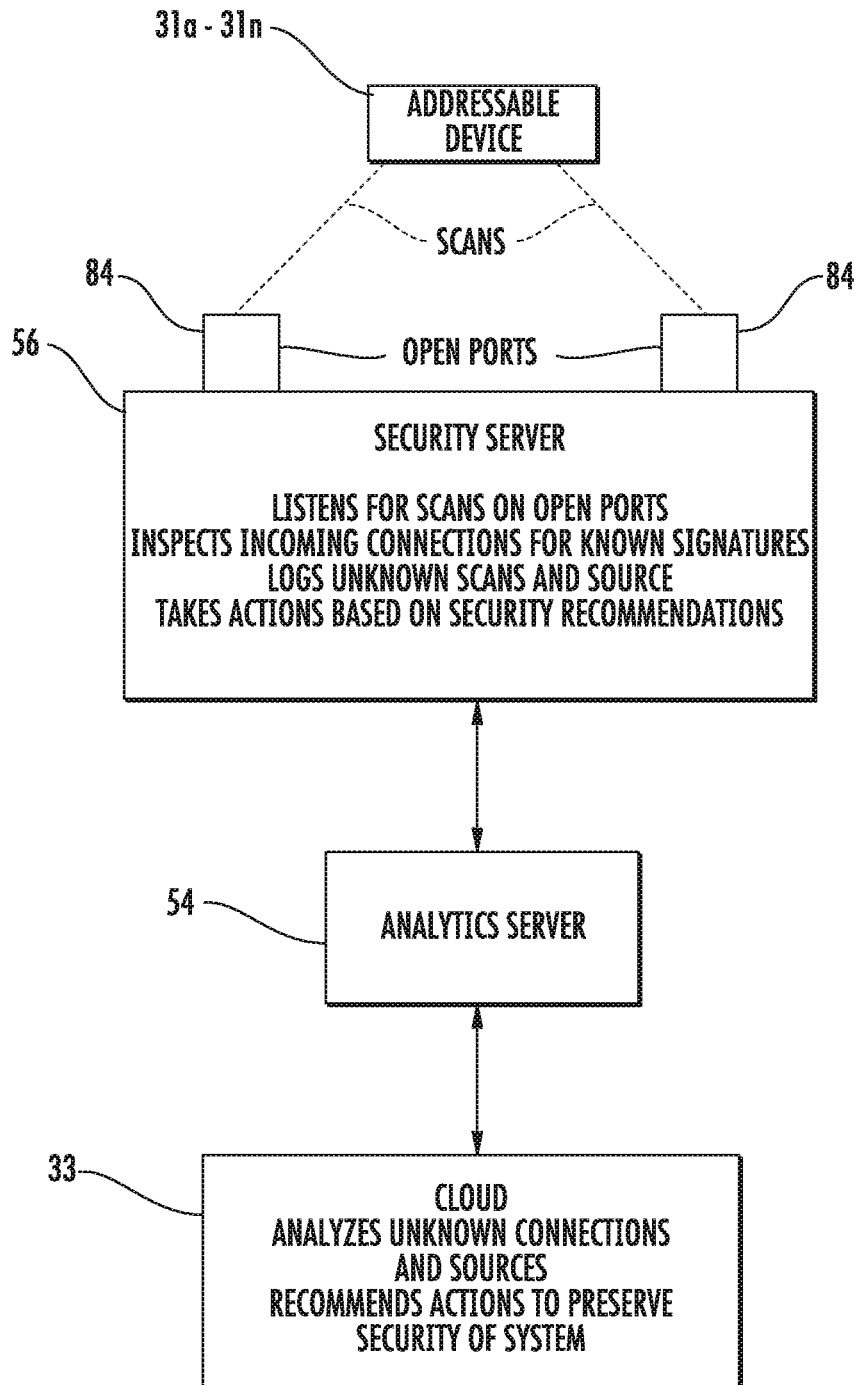 31a - 31n
ADDRESSABLE
DEVICE
SCANS
84
84
56
OPEN PORTS
SECURITY SERVER
LISTENS FOR SCANS ON OPEN PORTS
INSPECTS INCOMING CONNECTIONS FOR KNOWN SIGNATURES
LOGS UNKNOWN SCANS AND SOURCE
TAKES ACTIONS BASED ON SECURITY RECOMMENDATIONS
54
ANALYTICS SERVER
33
CLOUD
ANALYZES UNKNOWN CONNECTIONS
AND SOURCES
RECOMMENDS ACTIONS TO PRESERVE
SECURITY OF SYSTEM